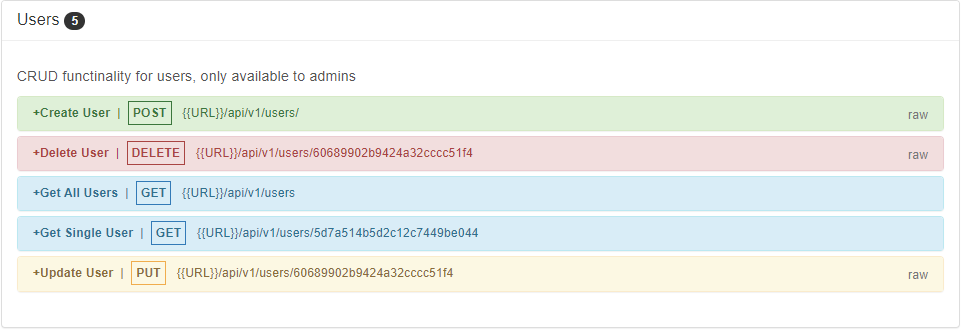 Users 5
CRUD functinality for users, only available to admins
+Create User | POST {{URL}}/api/v1/users/ raw
+Delete User | DELETE {{URL}}/api/v1/users/60689902b9424a32cccc51f4 raw
+Get All Users | GET {{URL}}/api/v1/users
+Get Single User | GET {{URL}}/api/v1/users/5d7a514b5d2c12c7449be044
+Update User | PUT {{URL}}/api/v1/users/60689902b9424a32cccc51f4 raw